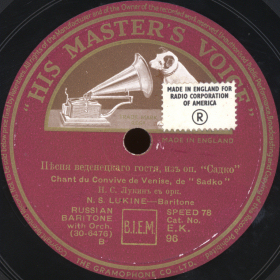 "HIS MASTER'S VOICE"
MADE IN ENGLAND FOR
RADIO CORPORATION
OF AMERICA
R
MADE IN ENGLAND
Пѣсня веденецкаго гостя, изъ оп. "Садко"
Chant du Convive de Venise, de "Sadko"
Н. С. Лукинъ съ орк.
N. S. LUKINE—Baritone
RUSSIAN
BARITONE
with Orch.
(30-6476)
B
B.I.E.M.
SPEED 78
Cat. No.
E.K.
96
THE GRAMOPHONE CO., LTD.